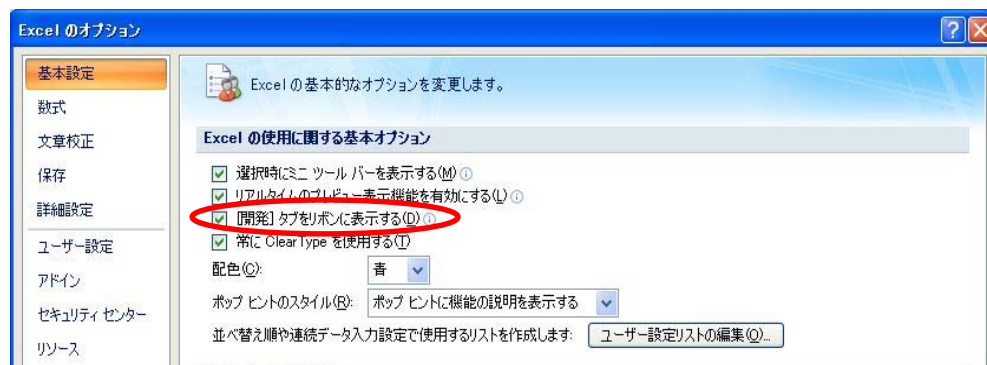 Excel のオプション
基本設定
数式
文章校正
保存
詳細設定
ユーザー設定
アドイン
セキュリティ センター
リソース
Excel の基本的なオプションを変更します。
Excel の使用に関する基本オプション
選択時にミニ ツール バーを表示する(M)
リアルタイムのプレビュー表示機能を有効にする(L)
[開発] タブをリボンに表示する(D)
常に ClearType を使用する(T)
配色(C): 青
ポップ ヒントのスタイル(R): ポップ ヒントに機能の説明を表示する
並べ替え順や連続データ入力設定で使用するリストを作成します: ユーザー設定リストの編集(O)...